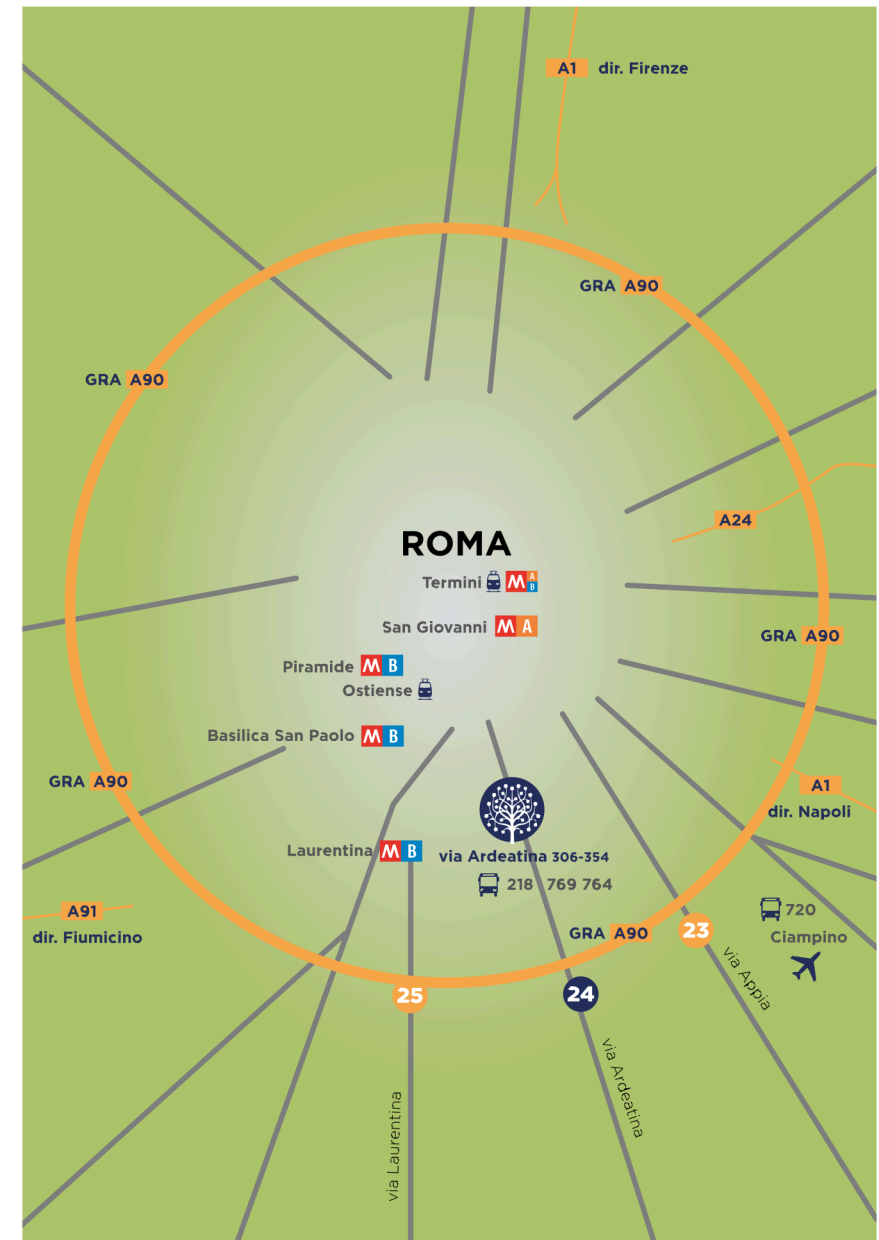 A1 dir. Firenze
GRA A90
GRA A90
ROMA
A24
Termini M A B
San Giovanni M A
GRA A90
Piramide M B
Ostiense
Basilica San Paolo M B
GRA A90
A1
dir. Napoli
Laurentina M B
via Ardeatina 306-354
218 769 764
A91
dir. Fiumicino
GRA A90
23
720
Ciampino
via Appia
25
24
via Ardeatina
via Laurentina